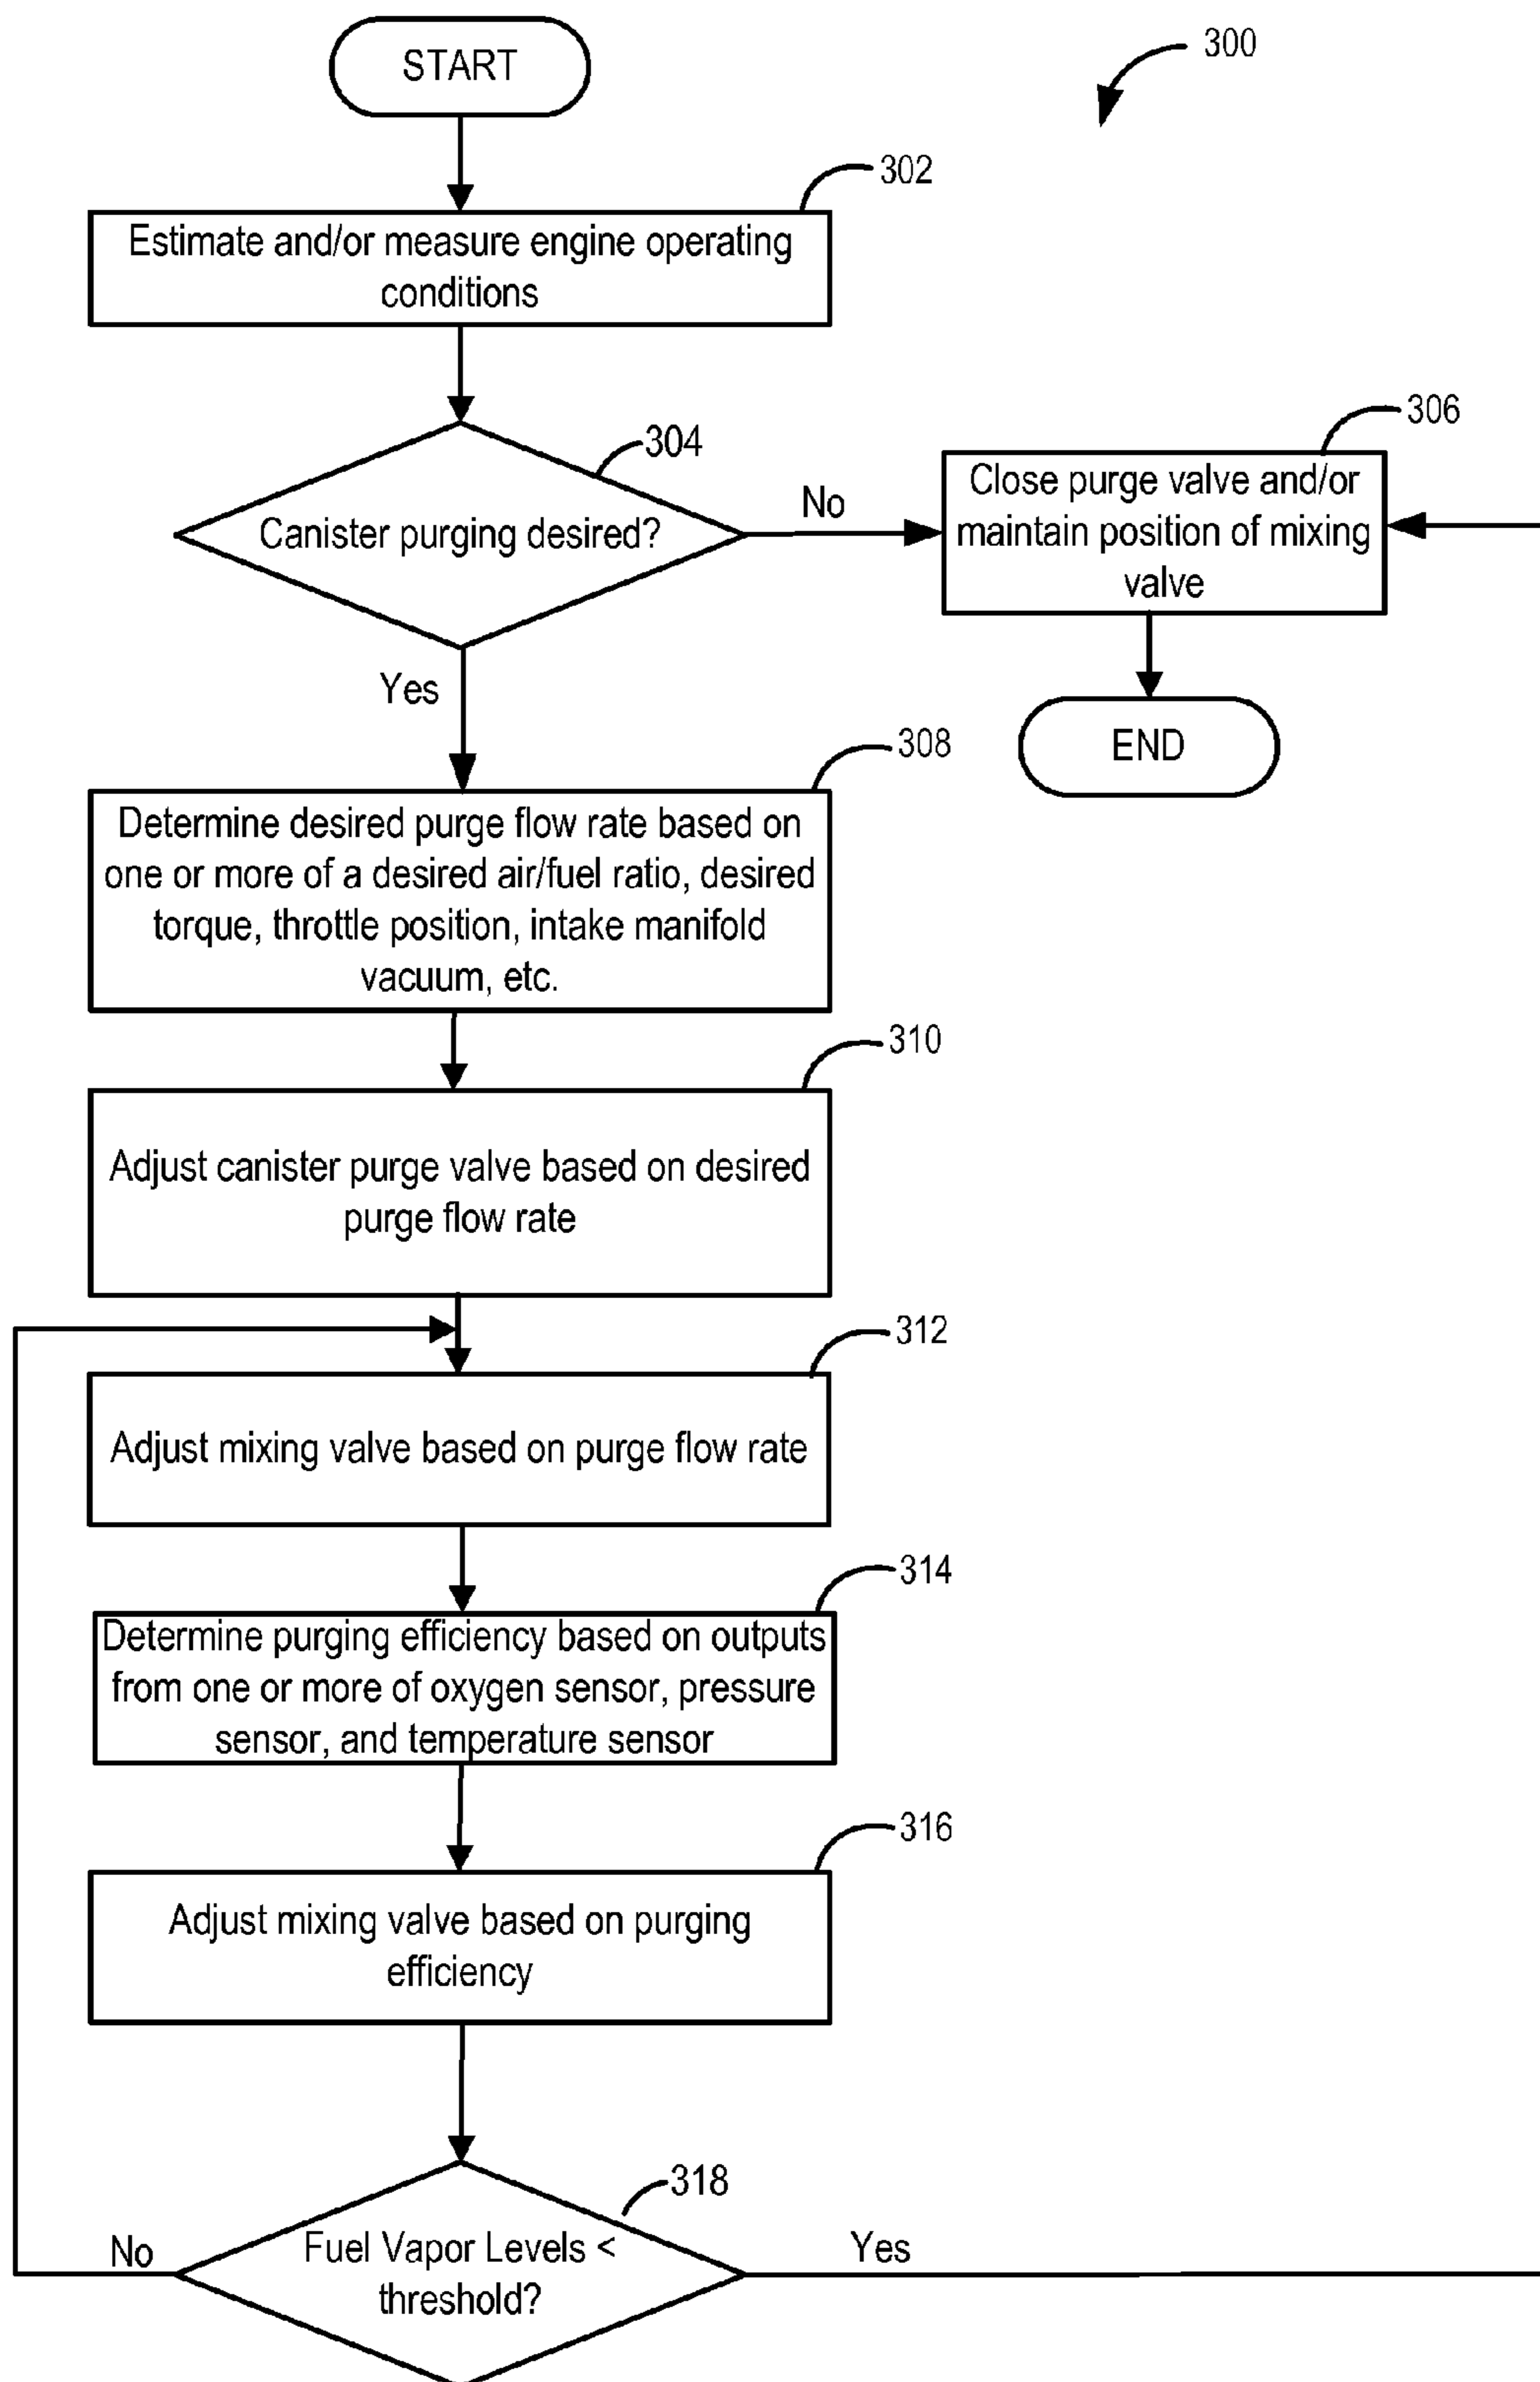 START
300
302
Estimate and/or measure engine operating
conditions
304
Canister purging desired?
No
306
Close purge valve and/or
maintain position of mixing
valve
Yes
END
308
Determine desired purge flow rate based on
one or more of a desired air/fuel ratio, desired
torque, throttle position, intake manifold
vacuum, etc.
310
Adjust canister purge valve based on desired
purge flow rate
312
Adjust mixing valve based on purge flow rate
314
Determine purging efficiency based on outputs
from one or more of oxygen sensor, pressure
sensor, and temperature sensor
316
Adjust mixing valve based on purging
efficiency
318
No
Fuel Vapor Levels <
threshold?
Yes